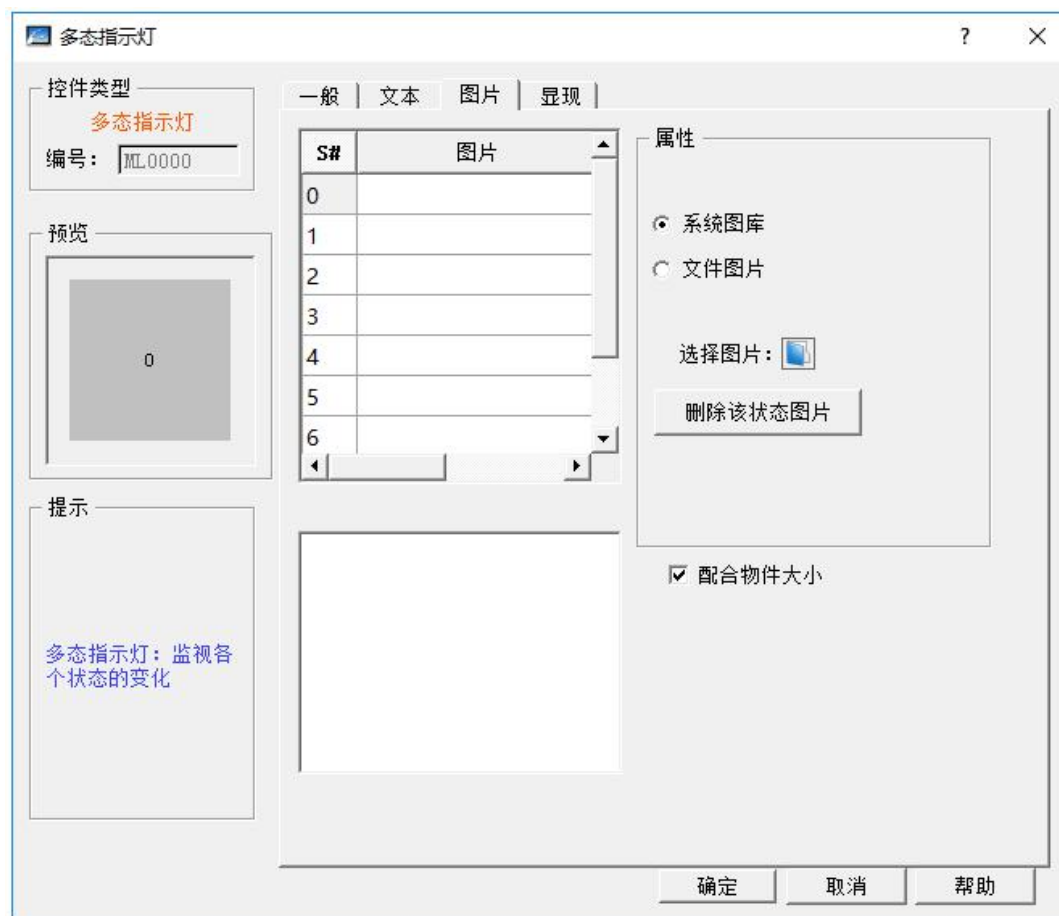 多态指示灯
?
控件类型
多态指示灯
编号： ML0000
预览
0
提示
多态指示灯：监视各
个状态的变化
一般 文本 图片 显现
S# 图片
0
1
2
3
4
5
6
属性
系统图库
文件图片
选择图片：
删除该状态图片
配合物件大小
确定 取消 帮助